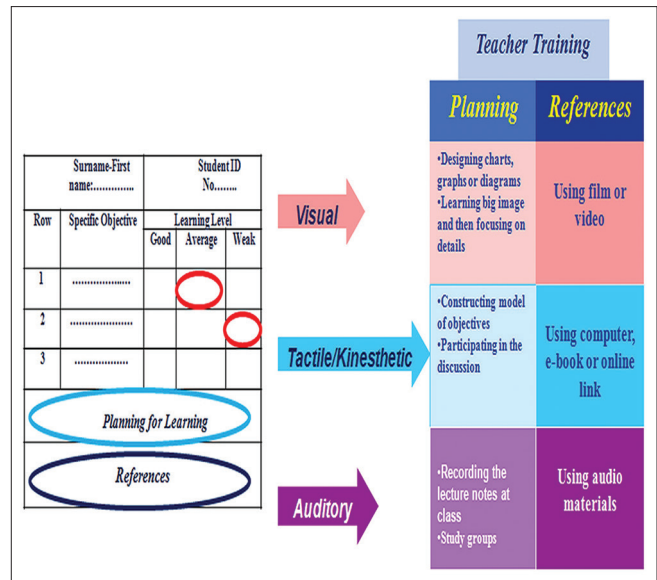 Surname-First
name:..............
Student ID
No........
Row
Specific Objective
Learning Level
Good
Average
Weak
1
.....................
2
.....................
3
..................
Planning for Learning
References
Visual
Tactile/Kinesthetic
Auditory
Teacher Training
Planning
References
•Designing charts,
graphs or diagrams
•Learning big image
and then focusing on
details
Using film or
video
•Constructing model
of objectives
•Participating in the
discussion
Using computer,
e-book or online
link
•Recording the
lecture notes at
class
•Study groups
Using audio
materials